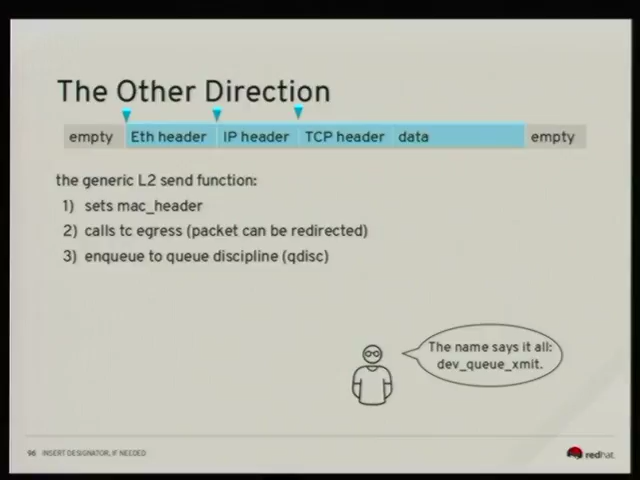 The Other Direction
empty Eth header IP header TCP header data empty
the generic L2 send function:
1) sets mac_header
2) calls tc egress (packet can be redirected)
3) enqueue to queue discipline (qdisc)
The name says it all:
dev_queue_xmit.
96 INSERT DESIGNATOR, IF NEEDED
redhat.